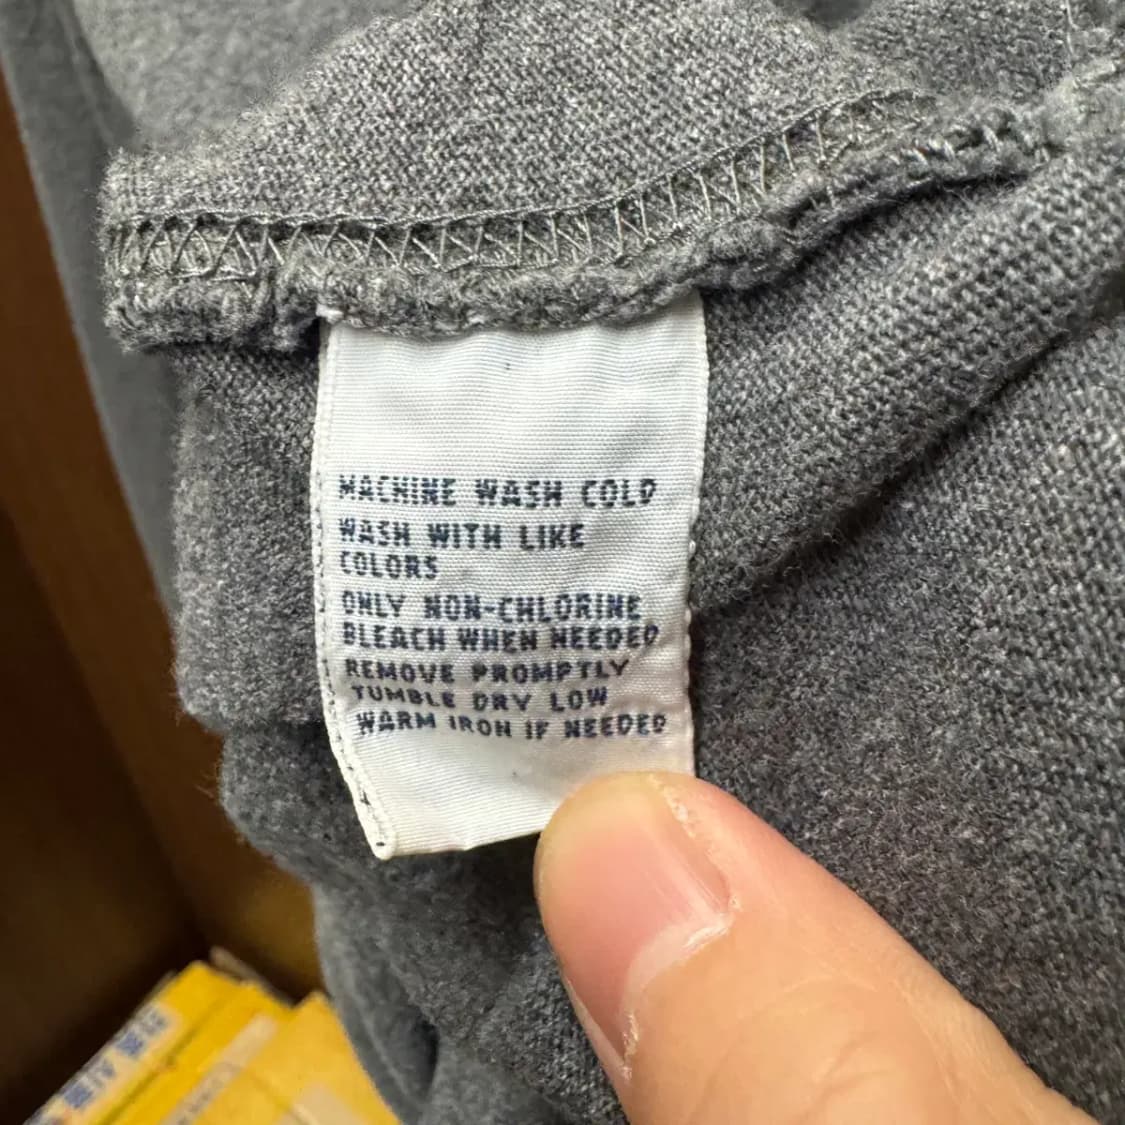 MACHINE WASH COLD
WASH WITH LIKE
COLORS
ONLY NON-CHLORINE
BLEACH WHEN NEEDED
REMOVE PROMPTLY
TUMBLE DRY LOW
WARM IRON IF NEEDED